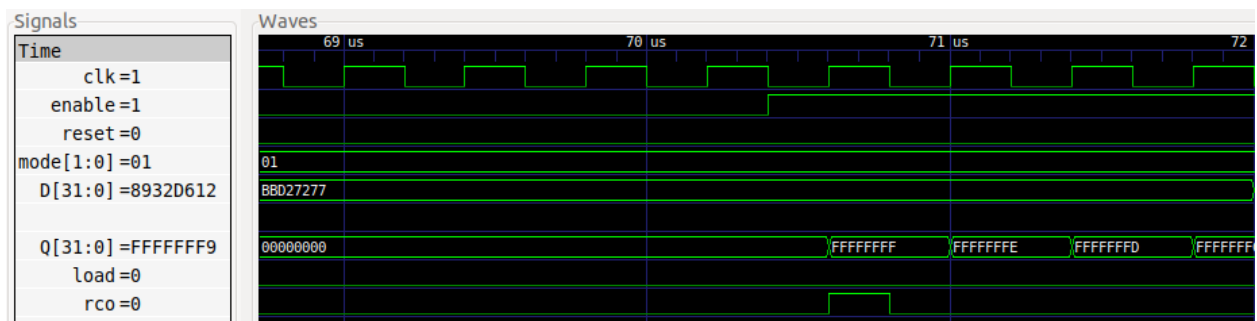 Signals
Waves
Time
69 us 70 us 71 us 72
clk =1
enable =1
reset =0
mode[1:0] =01
01
D[31:0] =8932D612
BBD27277
Q[31:0] =FFFFFFF9
00000000 FFFFFFFF FFFFFFFE FFFFFFFD
load =0
rco =0